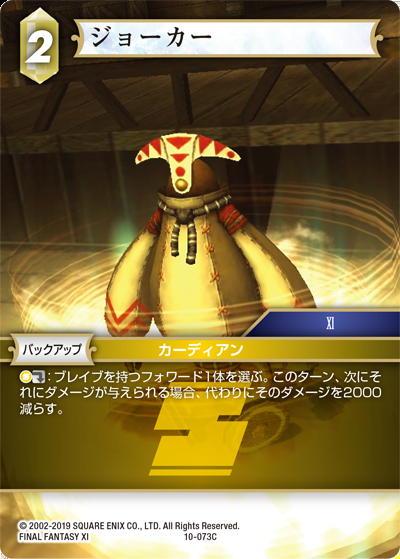 2
ジョーカー
XI
バックアップ
カーディアン
:ブレイブを持つフォワード1体を選ぶ。このターン、次にそ
れにダメージが与えられる場合、代わりにそのダメージを2000
減らす。
© 2002-2019 SQUARE ENIX CO., LTD. All Rights Reserved.
FINAL FANTASY XI
10-073C